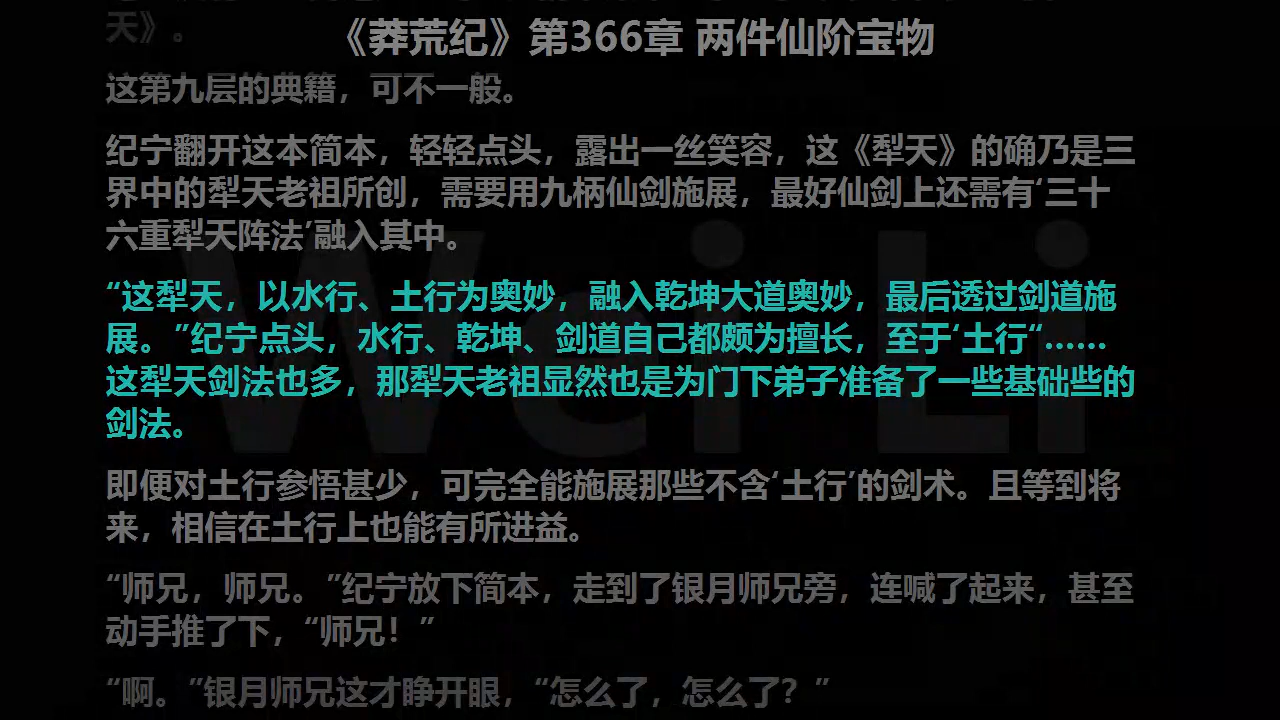 天》。
《莽荒纪》第366章 两件仙阶宝物
这第九层的典籍，可不一般。
纪宁翻开这本简本，轻轻点头，露出一丝笑容，这《犁天》的确乃是三
界中的犁天老祖所创，需要用九柄仙剑施展，最好仙剑上还需有‘三十
六重犁天阵法’融入其中。
“这犁天，以水行、土行为奥妙，融入乾坤大道奥妙，最后透过剑道施
展。”纪宁点头，水行、乾坤、剑道自己都颇为擅长，至于‘土行“……
这犁天剑法也多，那犁天老祖显然也是为门下弟子准备了一些基础些的
剑法。
即便对土行参悟甚少，可完全能施展那些不含‘土行’的剑术。且等到将
来，相信在土行上也能有所进益。
“师兄，师兄。”纪宁放下简本，走到了银月师兄旁，连喊了起来，甚至
动手推了下，“师兄！”
“啊。”银月师兄这才睁开眼，“怎么了，怎么了？”
Wei Li